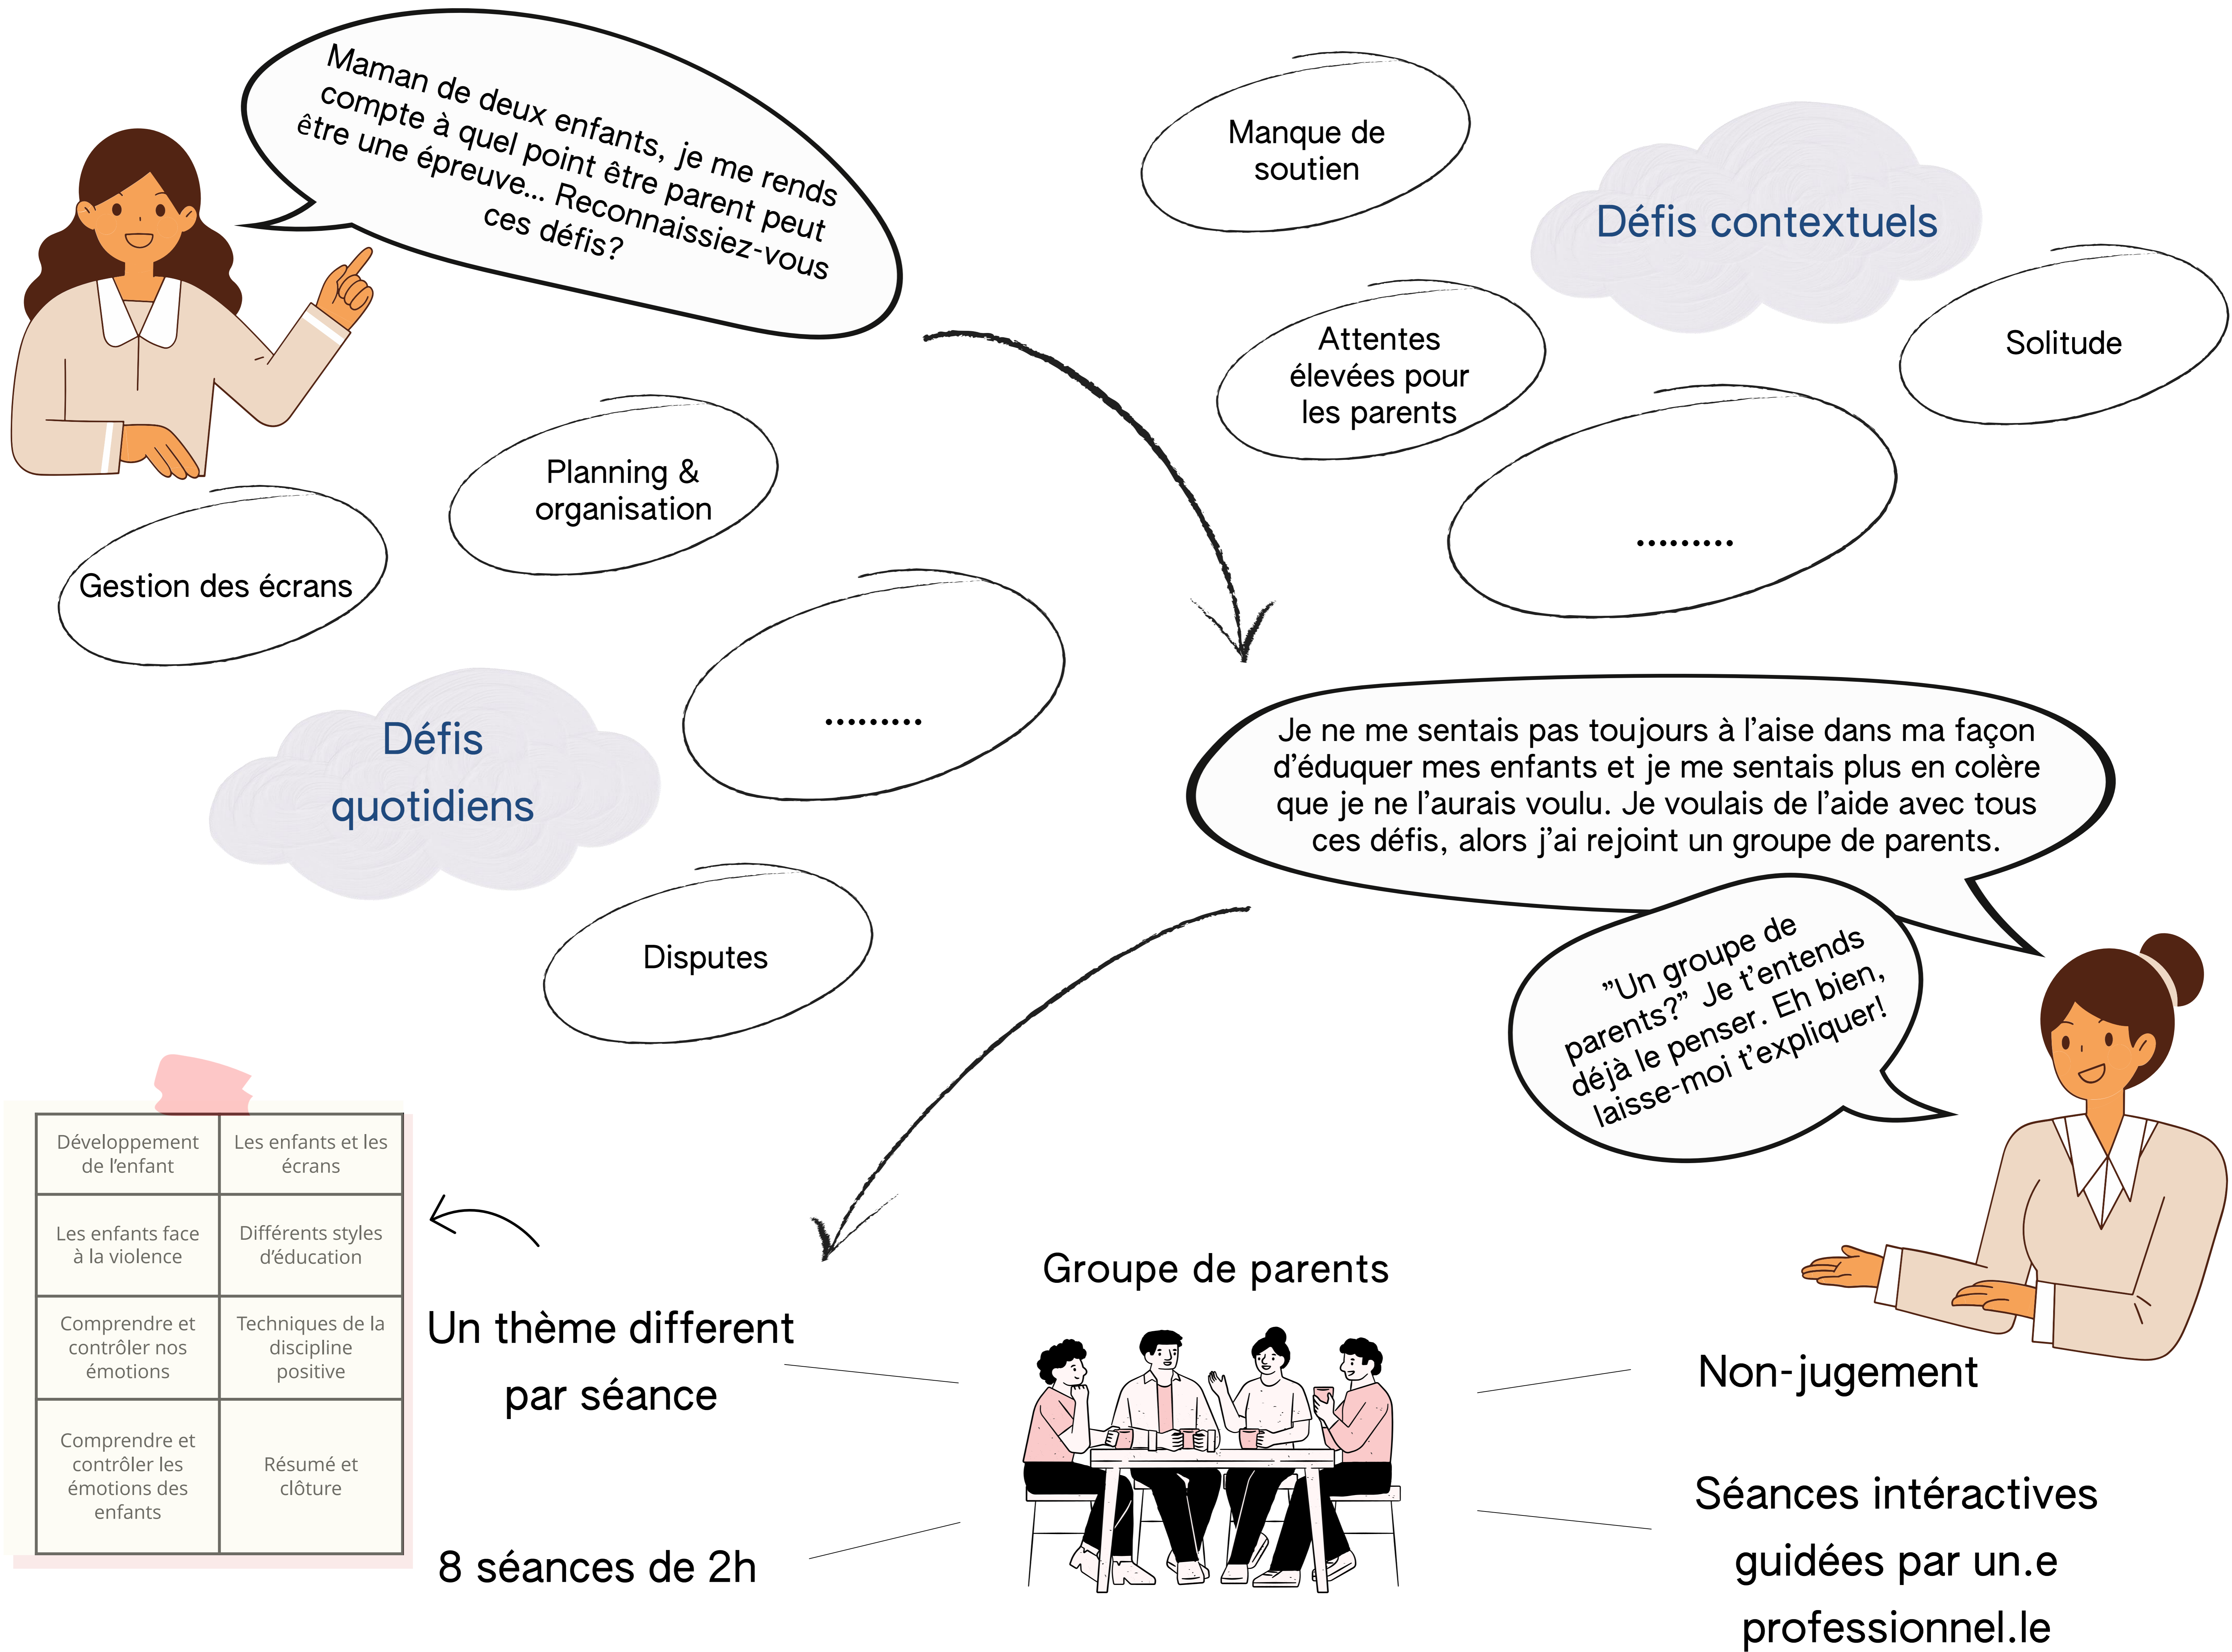 Maman de deux enfants, je me rends
compte à quel point être parent peut
être une épreuve... Reconnaissiez-vous
ces défis?
Manque de
soutien
Défis contextuels
Attentes
élevées pour
les parents
Solitude
.........
Planning &
organisation
Gestion des écrans
.........
Défis
quotidiens
Disputes
Je ne me sentais pas toujours à l'aise dans ma façon
d'éduquer mes enfants et je me sentais plus en colère
que je ne l'aurais voulu. Je voulais de l'aide avec tous
ces défis, alors j'ai rejoint un groupe de parents.
”Un groupe de
parents?” Je t'entends
déjà le penser. Eh bien,
laisse-moi t'expliquer!
Développement
de l'enfant
Les enfants et les
écrans
Les enfants face
à la violence
Différents styles
d'éducation
Comprendre et
contrôler nos
émotions
Techniques de la
discipline
positive
Comprendre et
contrôler les
émotions des
enfants
Résumé et
clôture
Un thème different
par séance
8 séances de 2h
Groupe de parents
Non-jugement
Séances intéractives
guidées par un.e
professionnel.le